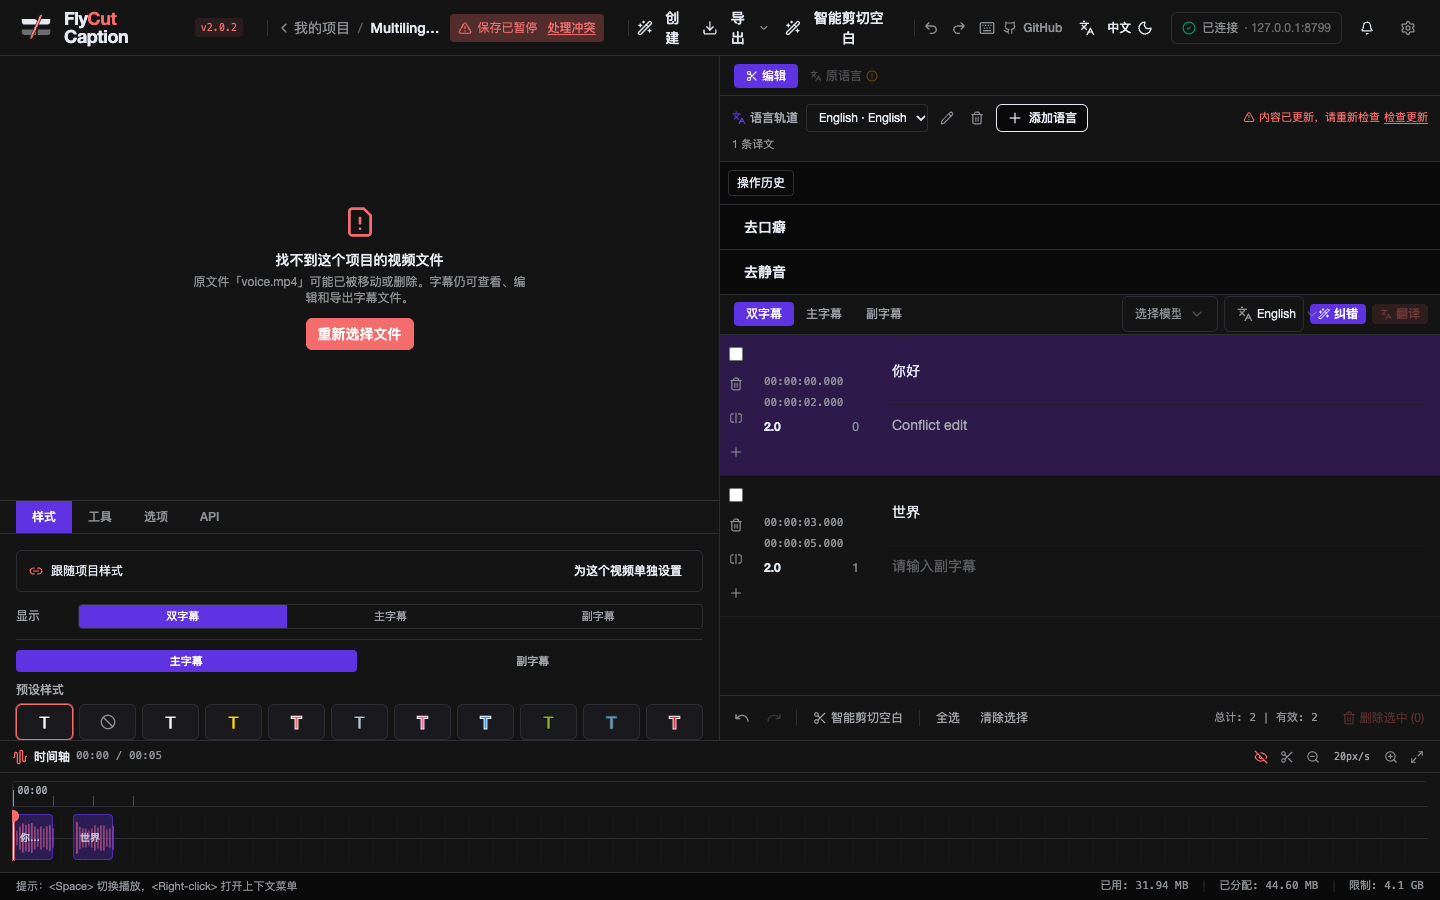 FlyCut
Caption
v2.0.2
我的项目 / Multiling...
保存已暂停 处理冲突
创建
导出
智能剪切空白
GitHub
中文
已连接 · 127.0.0.1:8799
找不到这个项目的视频文件
原文件「voice.mp4」可能已被移动或删除。字幕仍可查看、编
辑和导出字幕文件。
重新选择文件
编辑
原语言
语言轨道
English · English
添加语言
内容已更新，请重新检查 检查更新
1 条译文
操作历史
去口癖
去静音
双字幕 主字幕 副字幕
选择模型
English
纠错
翻译
00:00:00.000
00:00:02.000
2.0 0
你好
Conflict edit
00:00:03.000
00:00:05.000
2.0 1
世界
请输入副字幕
样式 工具 选项 API
跟随项目样式
为这个视频单独设置
显示 双字幕 主字幕 副字幕
主字幕 副字幕
预设样式
T T T T T T T T T T
智能剪切空白 全选 清除选择
总计: 2 | 有效: 2
删除选中 (0)
时间轴 00:00 / 00:05
20px/s
00:00
你...
世界
提示: <Space> 切换播放, <Right-click> 打开上下文菜单
已用: 31.94 MB
已分配: 44.60 MB
限制: 4.1 GB